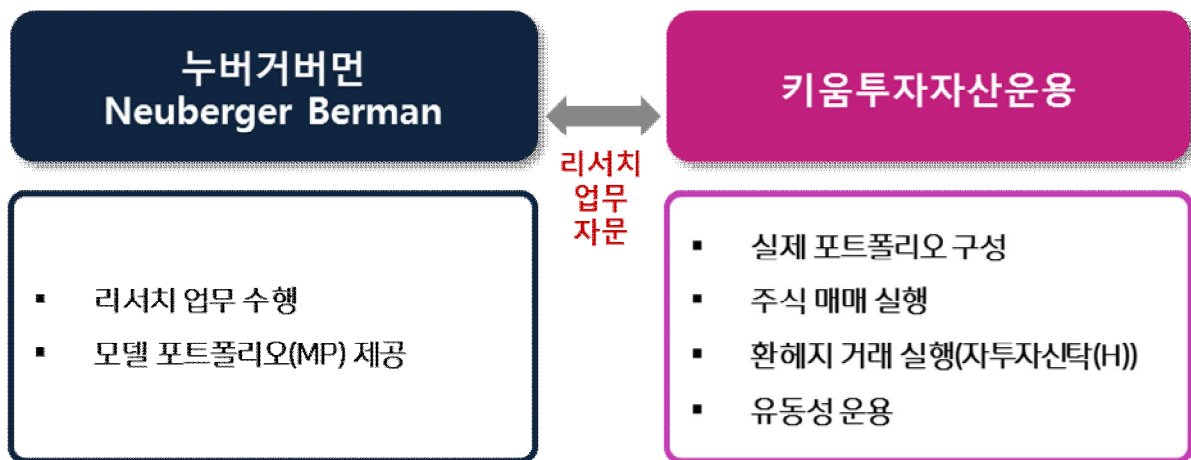 누버거버먼
Neuberger Berman
키움투자자산운용
리서치
업무
자문
▪ 리서치 업무 수행
▪ 모델 포트폴리오(MP) 제공
▪ 실제 포트폴리오 구성
▪ 주식 매매 실행
▪ 환헤지 거래 실행(자투자신탁(H))
▪ 유동성 운용